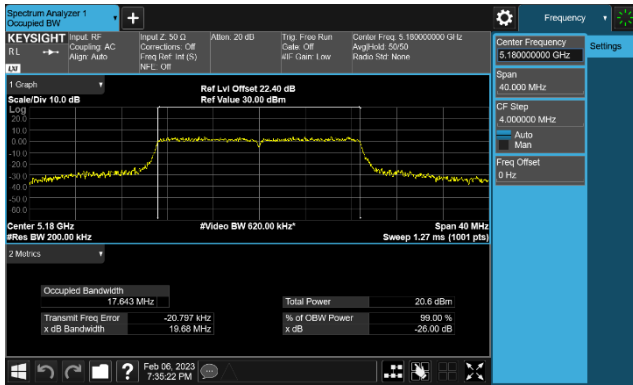 Spectrum Analyzer 1
Occupied BW
Frequency
KEYSIGHT
Input: RF
Input Z: 50 Ω
Atten: 20 dB
Trig: Free Run
Center Freq: 5.180000000 GHz
RL
Coupling: AC
Corrections: Off
Gate: Off
Avg|Hold: 50/50
Align: Auto
Freq Ref: Int (S)
#IF Gain: Low
Radio Std: None
LXI
NFE: Off
Center Frequency
5.180000000 GHz
Settings
Span
40.000 MHz
CF Step
4.000000 MHz
Auto
Man
Freq Offset
0 Hz
1 Graph
Ref Lvl Offset 22.40 dB
Scale/Div 10.0 dB
Ref Value 30.00 dBm
Log
20.0
10.0
0.00
-10.0
-20.0
-30.0
-40.0
-50.0
-60.0
Center 5.18 GHz
#Video BW 620.00 kHz*
Span 40 MHz
#Res BW 200.00 kHz
Sweep 1.27 ms (1001 pts)
2 Metrics
Occupied Bandwidth
17.643 MHz
Total Power
20.6 dBm
Transmit Freq Error
-20.797 kHz
% of OBW Power
99.00 %
x dB Bandwidth
19.68 MHz
x dB
-26.00 dB
Feb 06, 2023
7:35:22 PM